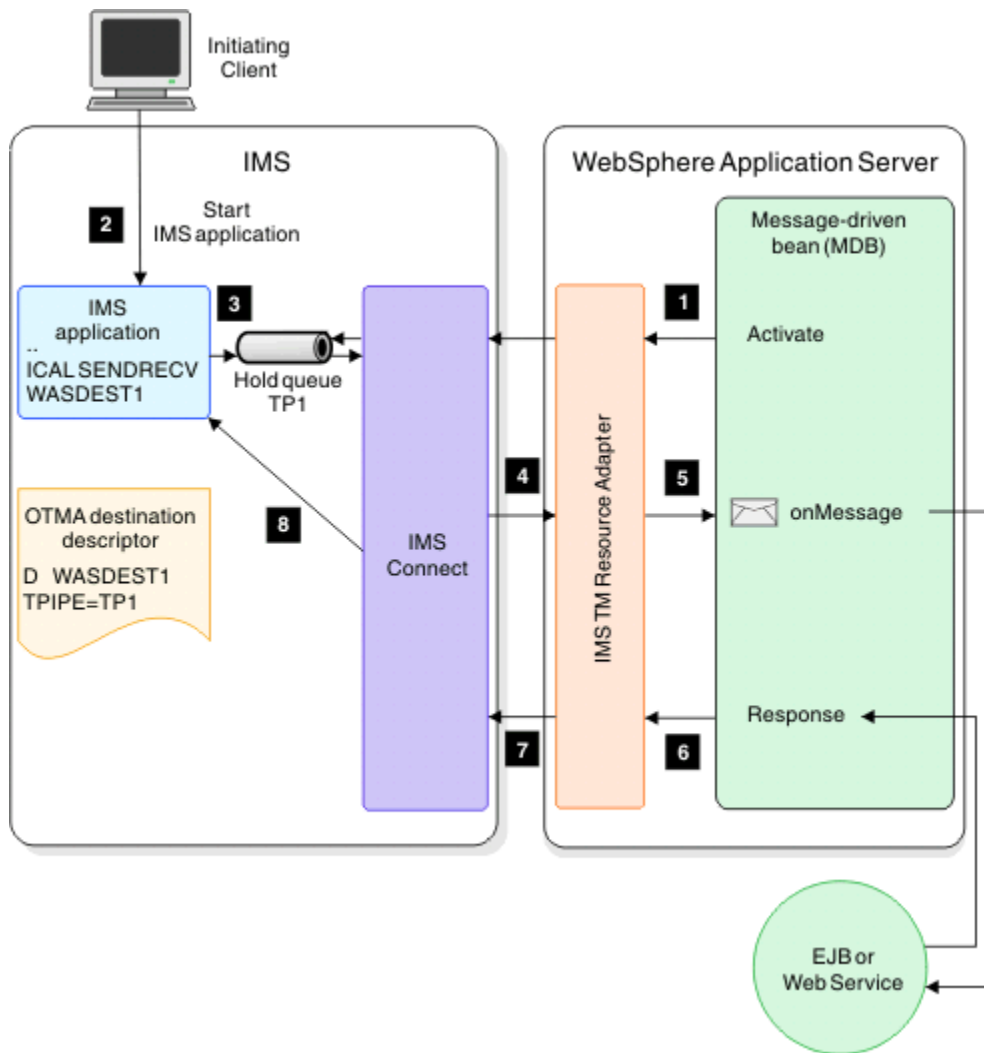 Initiating
Client
IMS
WebSphere Application Server
2
Start
IMS application
Message-driven
bean (MDB)
IMS
application
..
ICAL SENDRECV
WASDEST1
3
Hold queue
TP1
1
Activate
OTMA destination
descriptor
D WASDEST1
TPIPE=TP1
8
IMS
Connect
4
IMS TM Resource Adapter
5
onMessage
7
6
Response
EJB or
Web Service